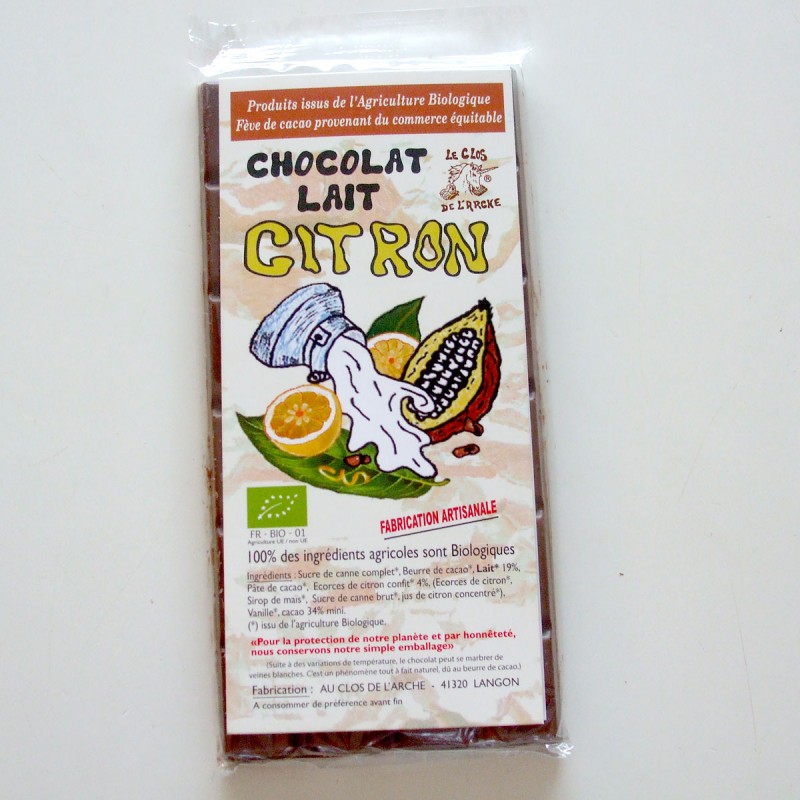 Produits issus de l'Agriculture Biologique
Fève de cacao provenant du commerce équitable
CHOCOLAT
LAIT
CITRON
LE CLOS
®
DE L'ARCHE
FR - BIO - 01
Agriculture UE / non UE
FABRICATION ARTISANALE
100% des ingrédients agricoles sont Biologiques
Ingrédients : Sucre de canne complet*, Beurre de cacao*, Lait* 19%,
Pâte de cacao*, Ecorces de citron confit* 4%, (Ecorces de citron*,
Sirop de maïs*, Sucre de canne brut*, jus de citron concentré*),
Vanille*, cacao 34% mini.
(*) issu de l'agriculture Biologique.
«Pour la protection de notre planète et par honnêteté,
nous conservons notre simple emballage»
(Suite à des variations de température, le chocolat peut se marbrer de
veines blanches. C'est un phénomène tout à fait naturel, dû au beurre de cacao.)
Fabrication : AU CLOS DE L'ARCHE - 41320 LANGON
A consommer de préférence avant fin